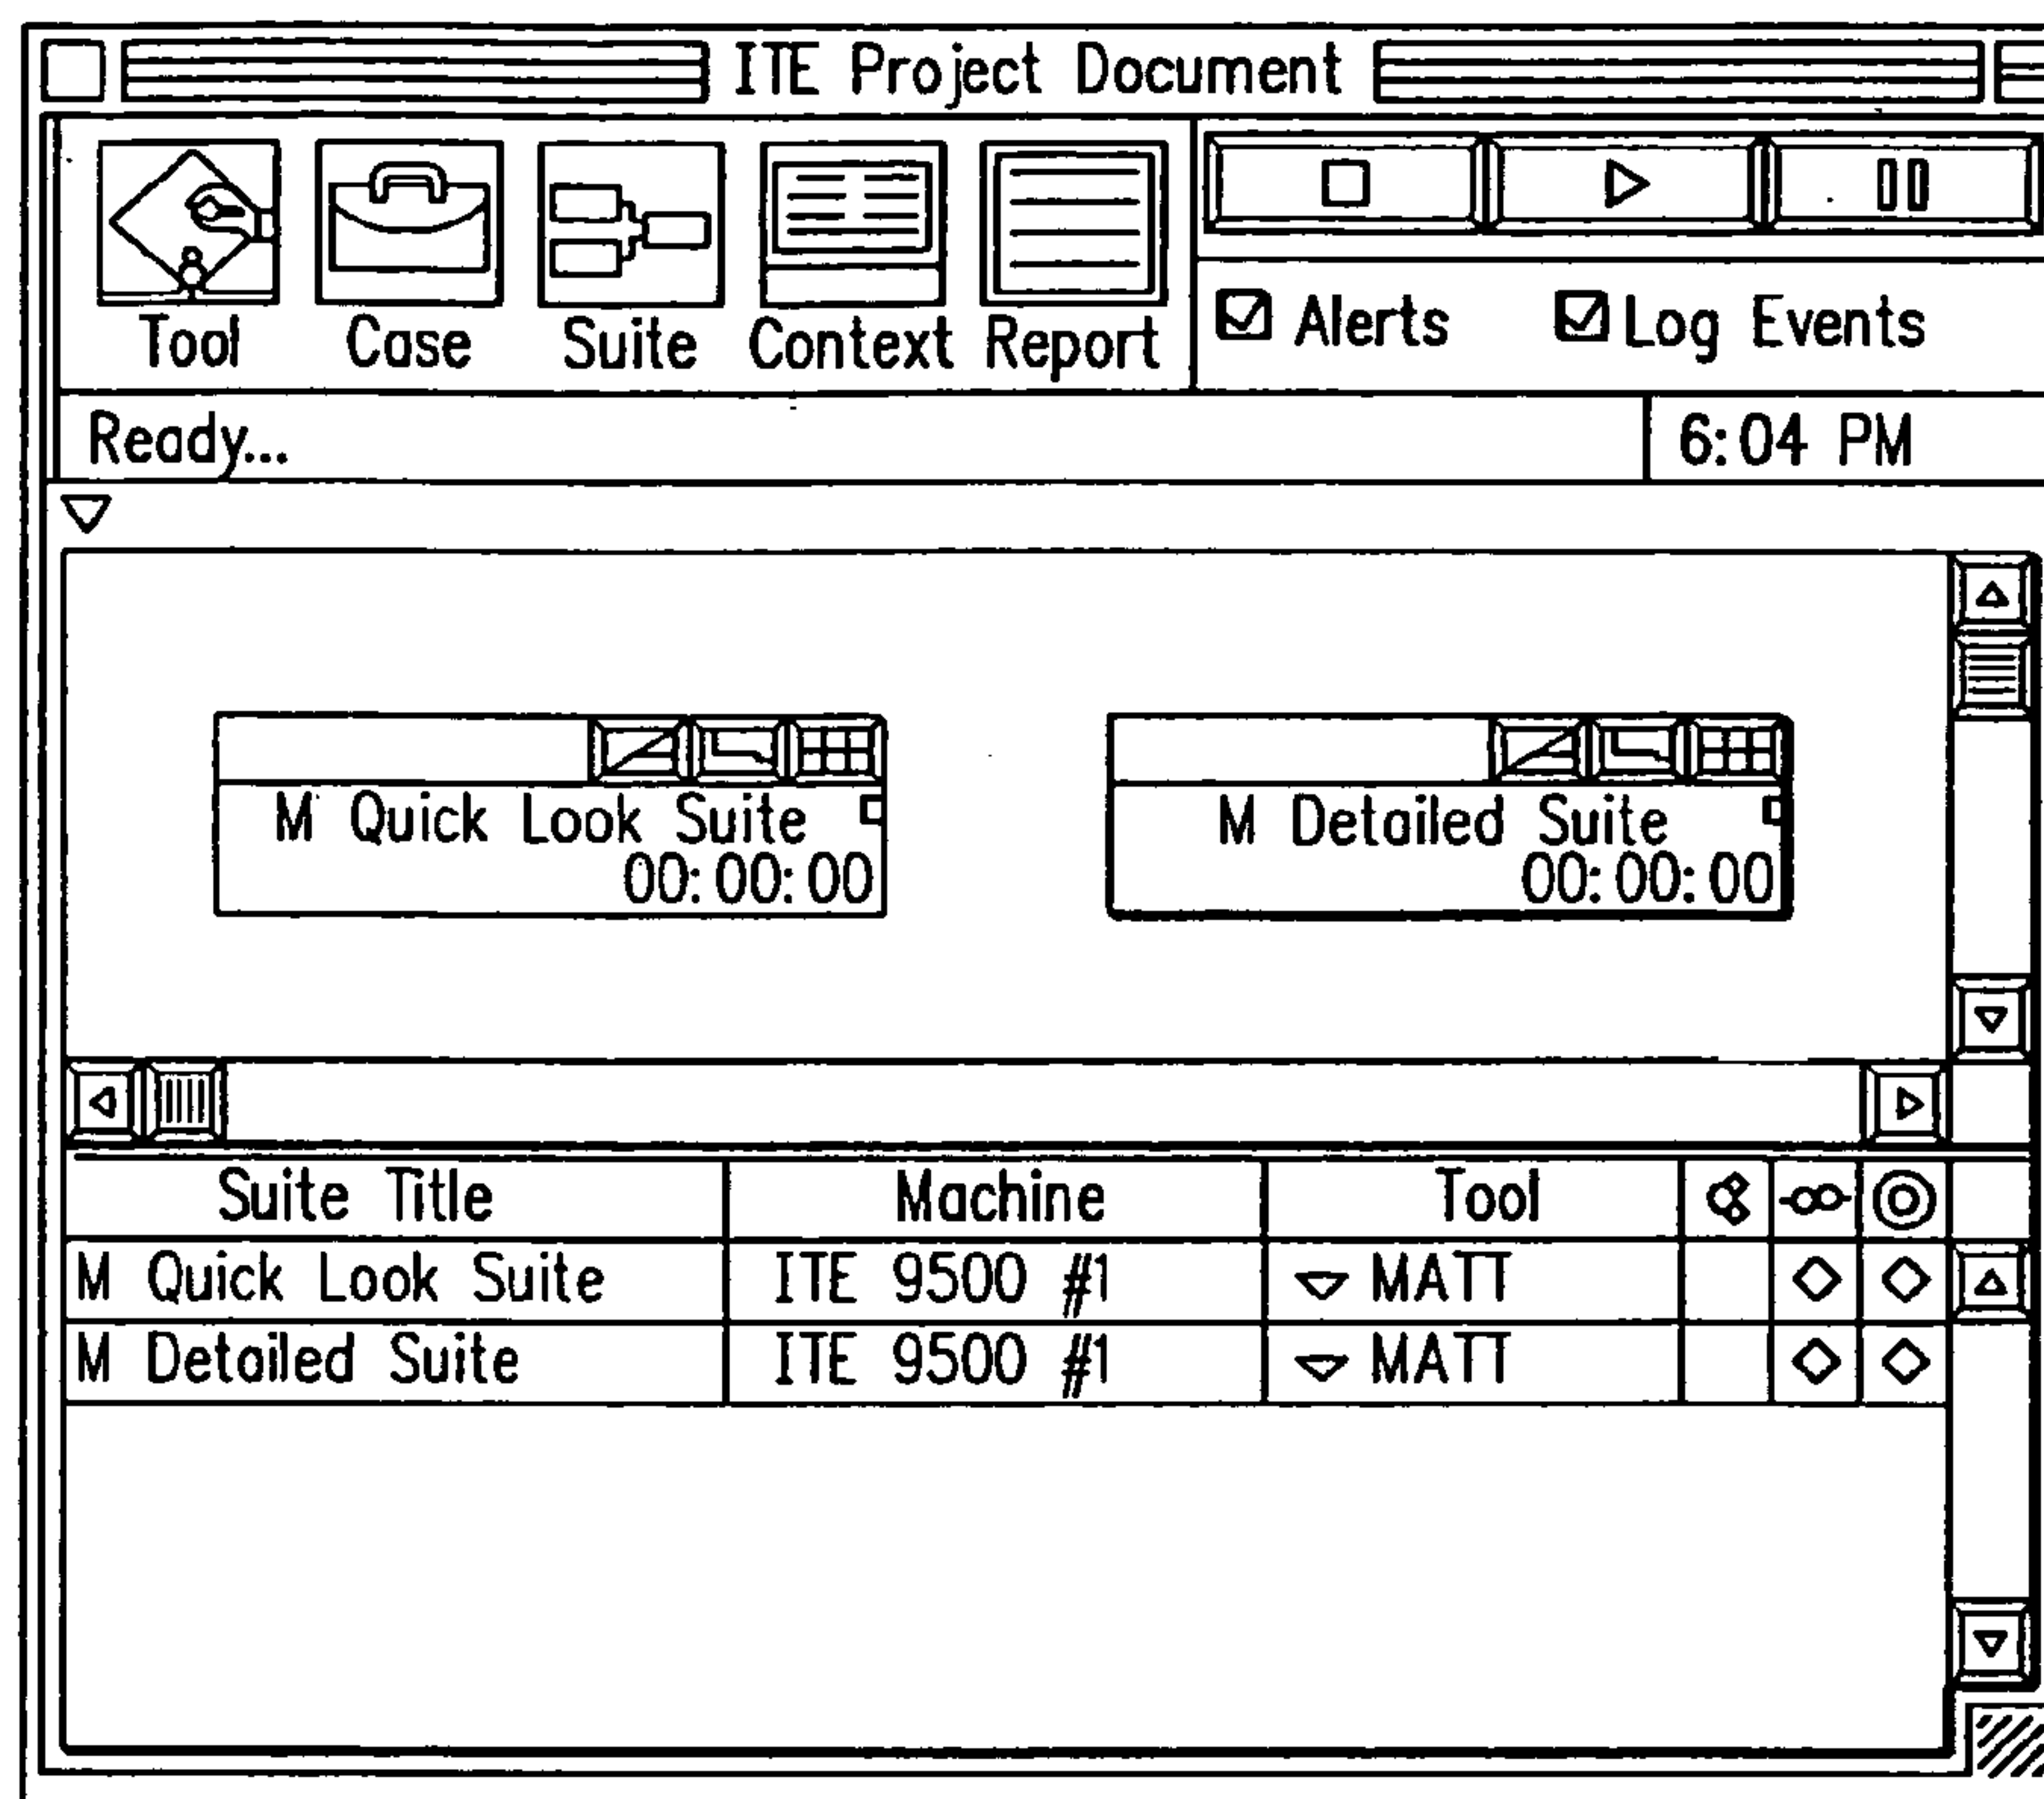 ITE Project Document
Tool Case Suite Context Report
Alerts Log Events
Ready... 6:04 PM
M Quick Look Suite
00:00:00
M Detailed Suite
00:00:00
Suite Title Machine Tool
M Quick Look Suite ITE 9500 #1 MATT
M Detailed Suite ITE 9500 #1 MATT